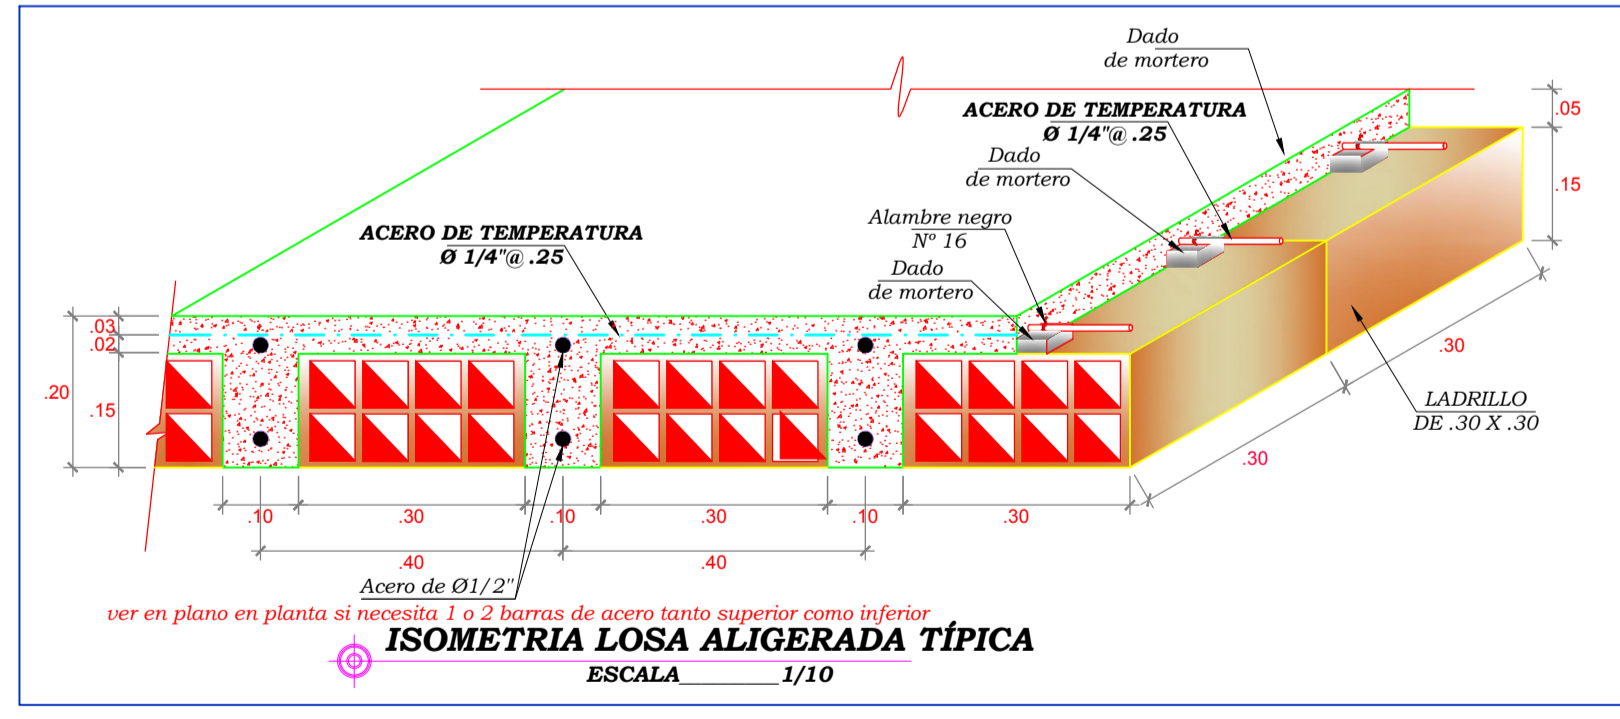 Dado
de mortero
ACERO DE TEMPERATURA
Ø 1/4"@ .25
.05
Dado
de mortero
.15
Alambre negro
Nº 16
ACERO DE TEMPERATURA
Ø 1/4"@ .25
Dado
de mortero
.03
.02
.20
.15
.30
LADRILLO
DE .30 X .30
.30
.10
.30
.10
.30
.10
.30
.40
.40
Acero de Ø1/2"
ver en plano en planta si necesita 1 o 2 barras de acero tanto superior como inferior
ISOMETRIA LOSA ALIGERADA TÍPICA
ESCALA_________1/10